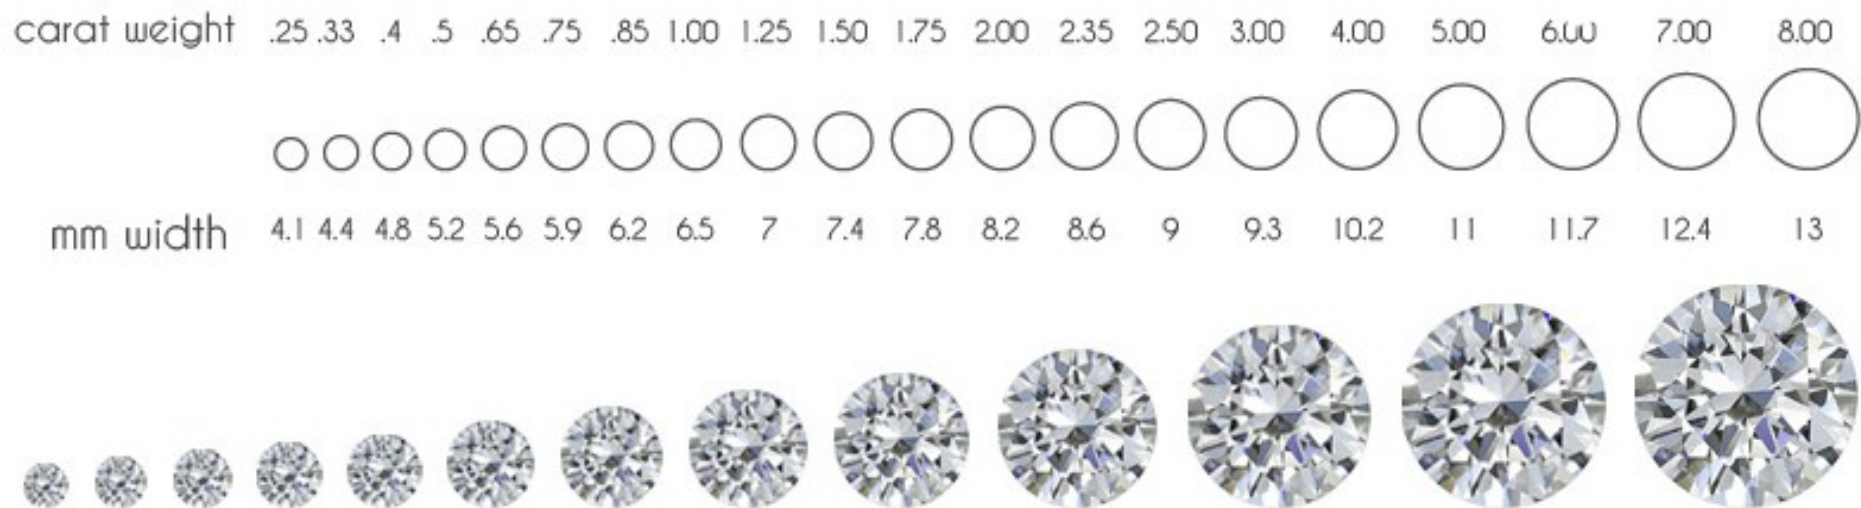 carat weight .25 .33 .4 .5 .65 .75 .85 1.00 1.25 1.50 1.75 2.00 2.35 2.50 3.00 4.00 5.00 6.00 7.00 8.00
mm width 4.1 4.4 4.8 5.2 5.6 5.9 6.2 6.5 7 7.4 7.8 8.2 8.6 9 9.3 10.2 11 11.7 12.4 13